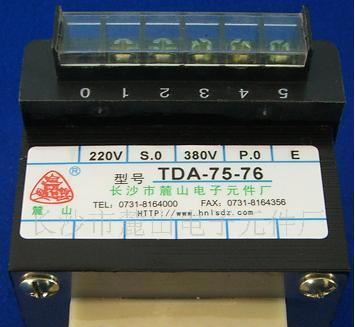 0 1 2 3 4 5
220V S.0 380V P.0 E
®
麓山
型号 TDA-75-76
长沙市麓山电子元件厂
TEL: 0731-8164000 FAX: 0731-8164356
HTTP://www.hnlsdz.com
长沙市麓山电子元件厂